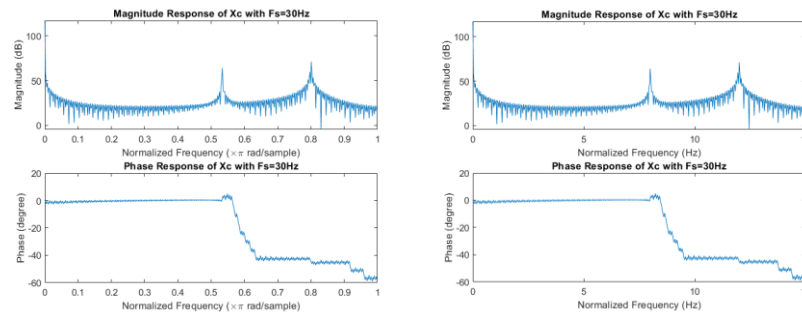 Magnitude Response of Xc with Fs=30Hz
Magnitude (dB)
100
50
0
0 0.1 0.2 0.3 0.4 0.5 0.6 0.7 0.8 0.9 1
Normalized Frequency (×π rad/sample)
Phase Response of Xc with Fs=30Hz
Phase (degree)
20
0
-20
-40
-60
0 0.1 0.2 0.3 0.4 0.5 0.6 0.7 0.8 0.9 1
Normalized Frequency (×π rad/sample)
Magnitude Response of Xc with Fs=30Hz
Magnitude (dB)
100
50
0
0 5 10 15
Normalized Frequency (Hz)
Phase Response of Xc with Fs=30Hz
Phase (degree)
20
0
-20
-40
-60
0 5 10 15
Normalized Frequency (Hz)